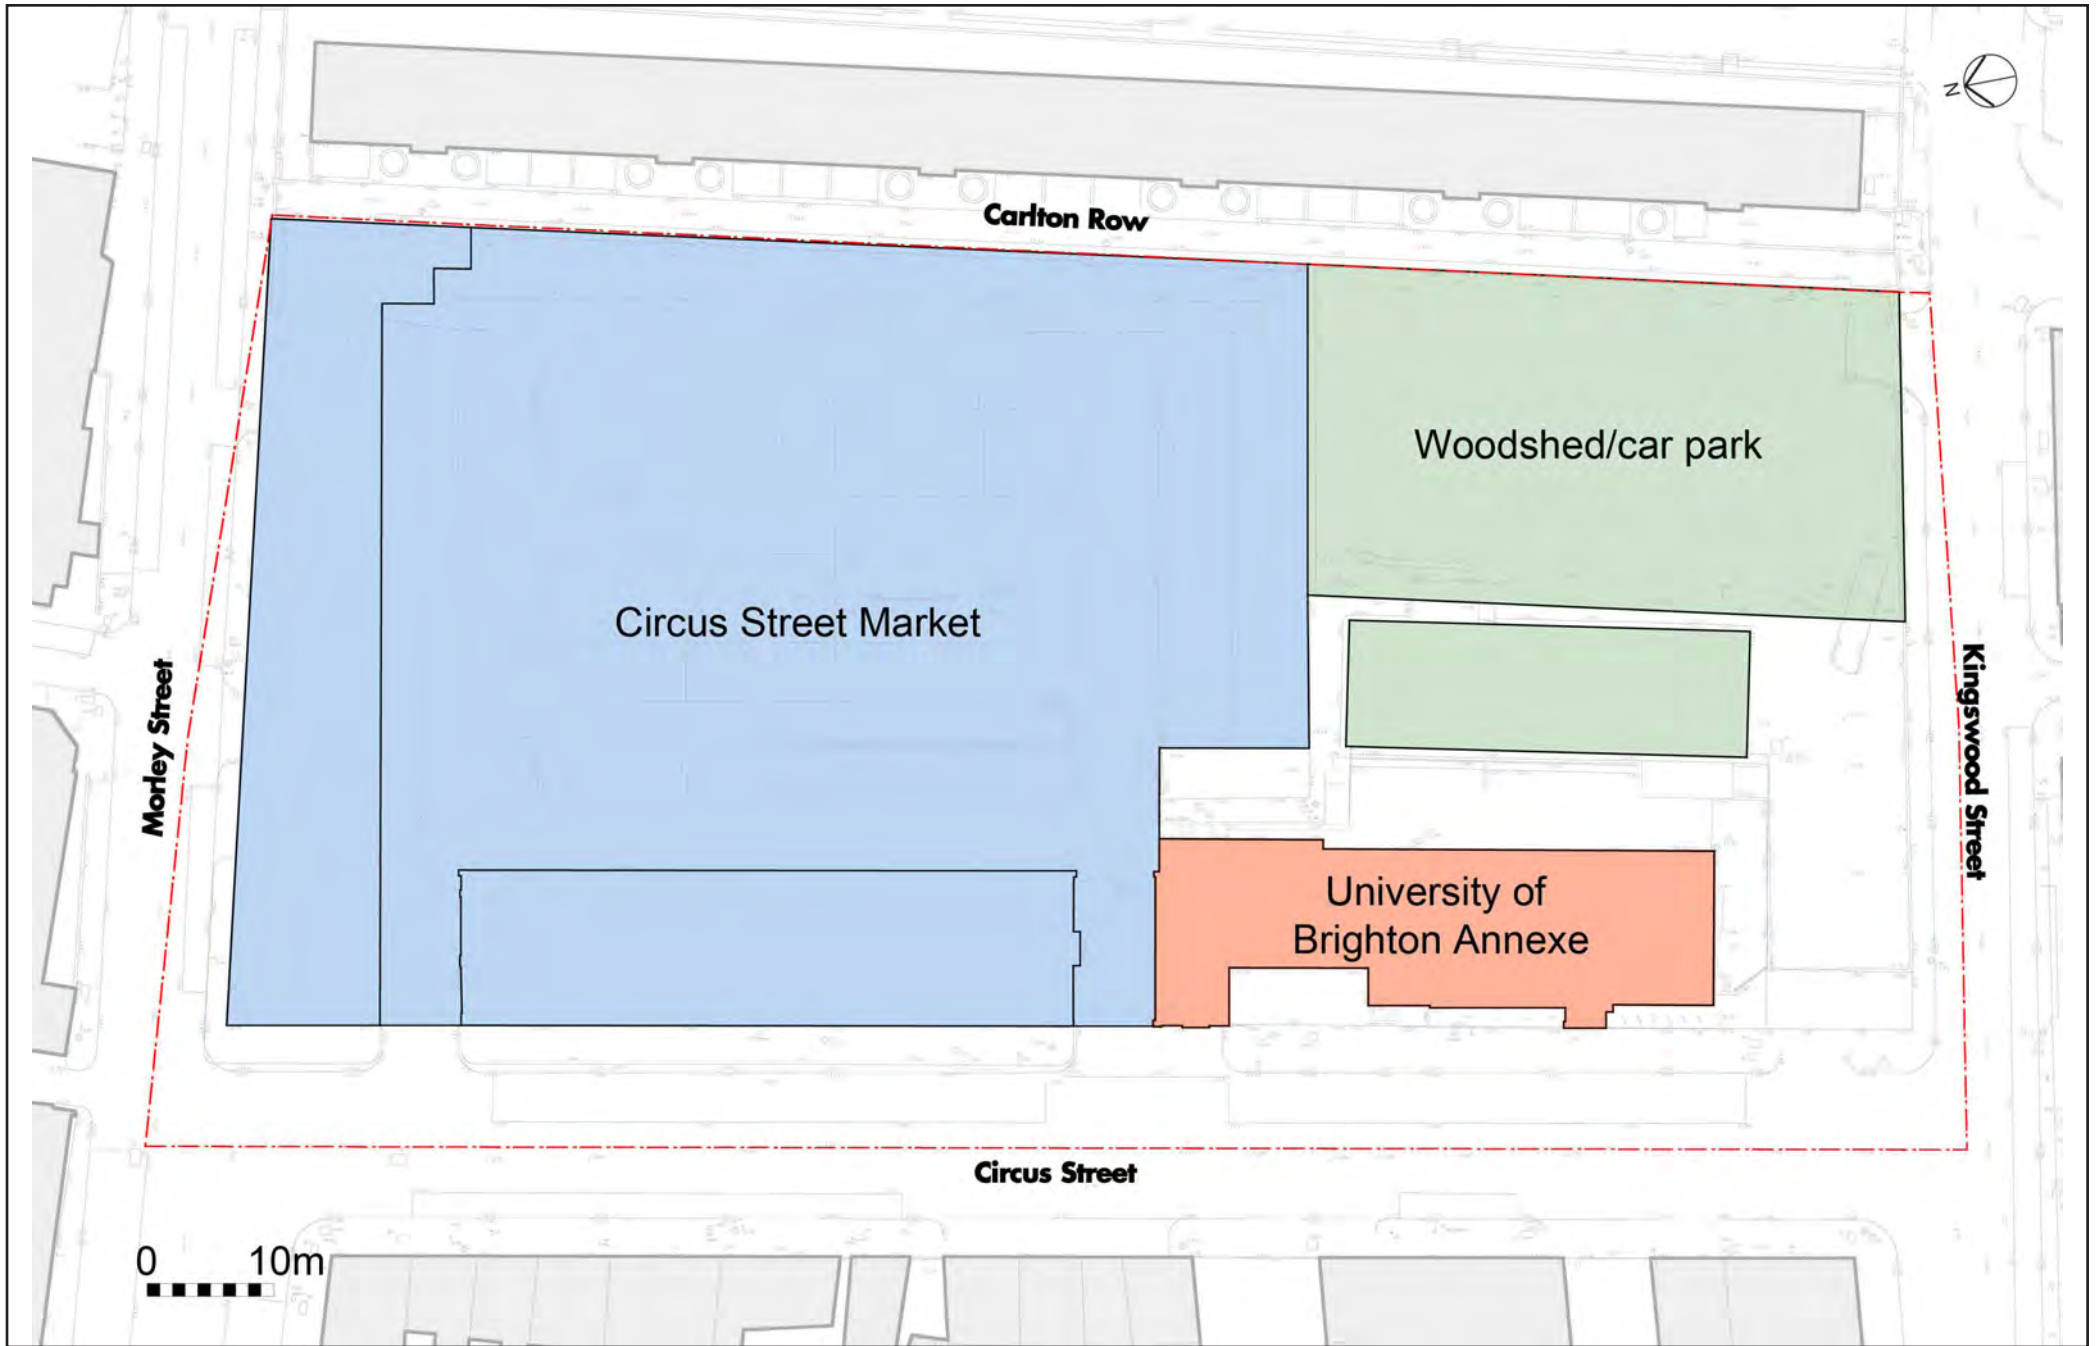 N
Carlton Row
Woodshed/car park
Circus Street Market
Morley Street
Kingswood Street
University of
Brighton Annexe
Circus Street
0 10m